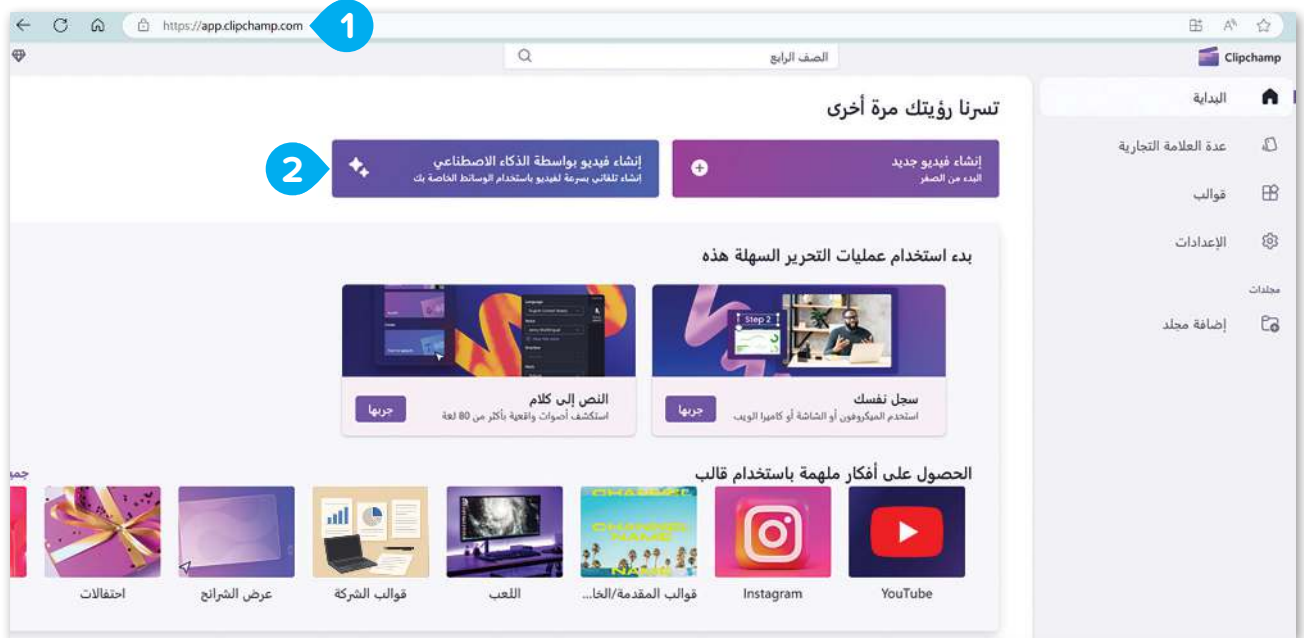 https://app.clipchamp.com
1
Clipchamp
الصف الرابع
البداية
عدة العلامة التجارية
قوالب
الإعدادات
مجلدات
إضافة مجلد
تسرنا رؤيتك مرة أخرى
إنشاء فيديو جديد
البدء من الصفر
إنشاء فيديو بواسطة الذكاء الاصطناعي
إنشاء تلقائي بسرعة لفيديو باستخدام الوسائط الخاصة بك
2
بدء استخدام عمليات التحرير السهلة هذه
Step 2
سجل نفسك
استخدم الميكروفون أو الشاشة أو كاميرا الويب
جربها
النص إلى كلام
استكشف أصوات واقعية بأكثر من 80 لغة
جربها
الحصول على أفكار ملهمة باستخدام قالب
CHANNEL
NAME
YouTube
Instagram
قوالب المقدمة/الخا...
اللعب
قوالب الشركة
عرض الشرائح
احتفالات